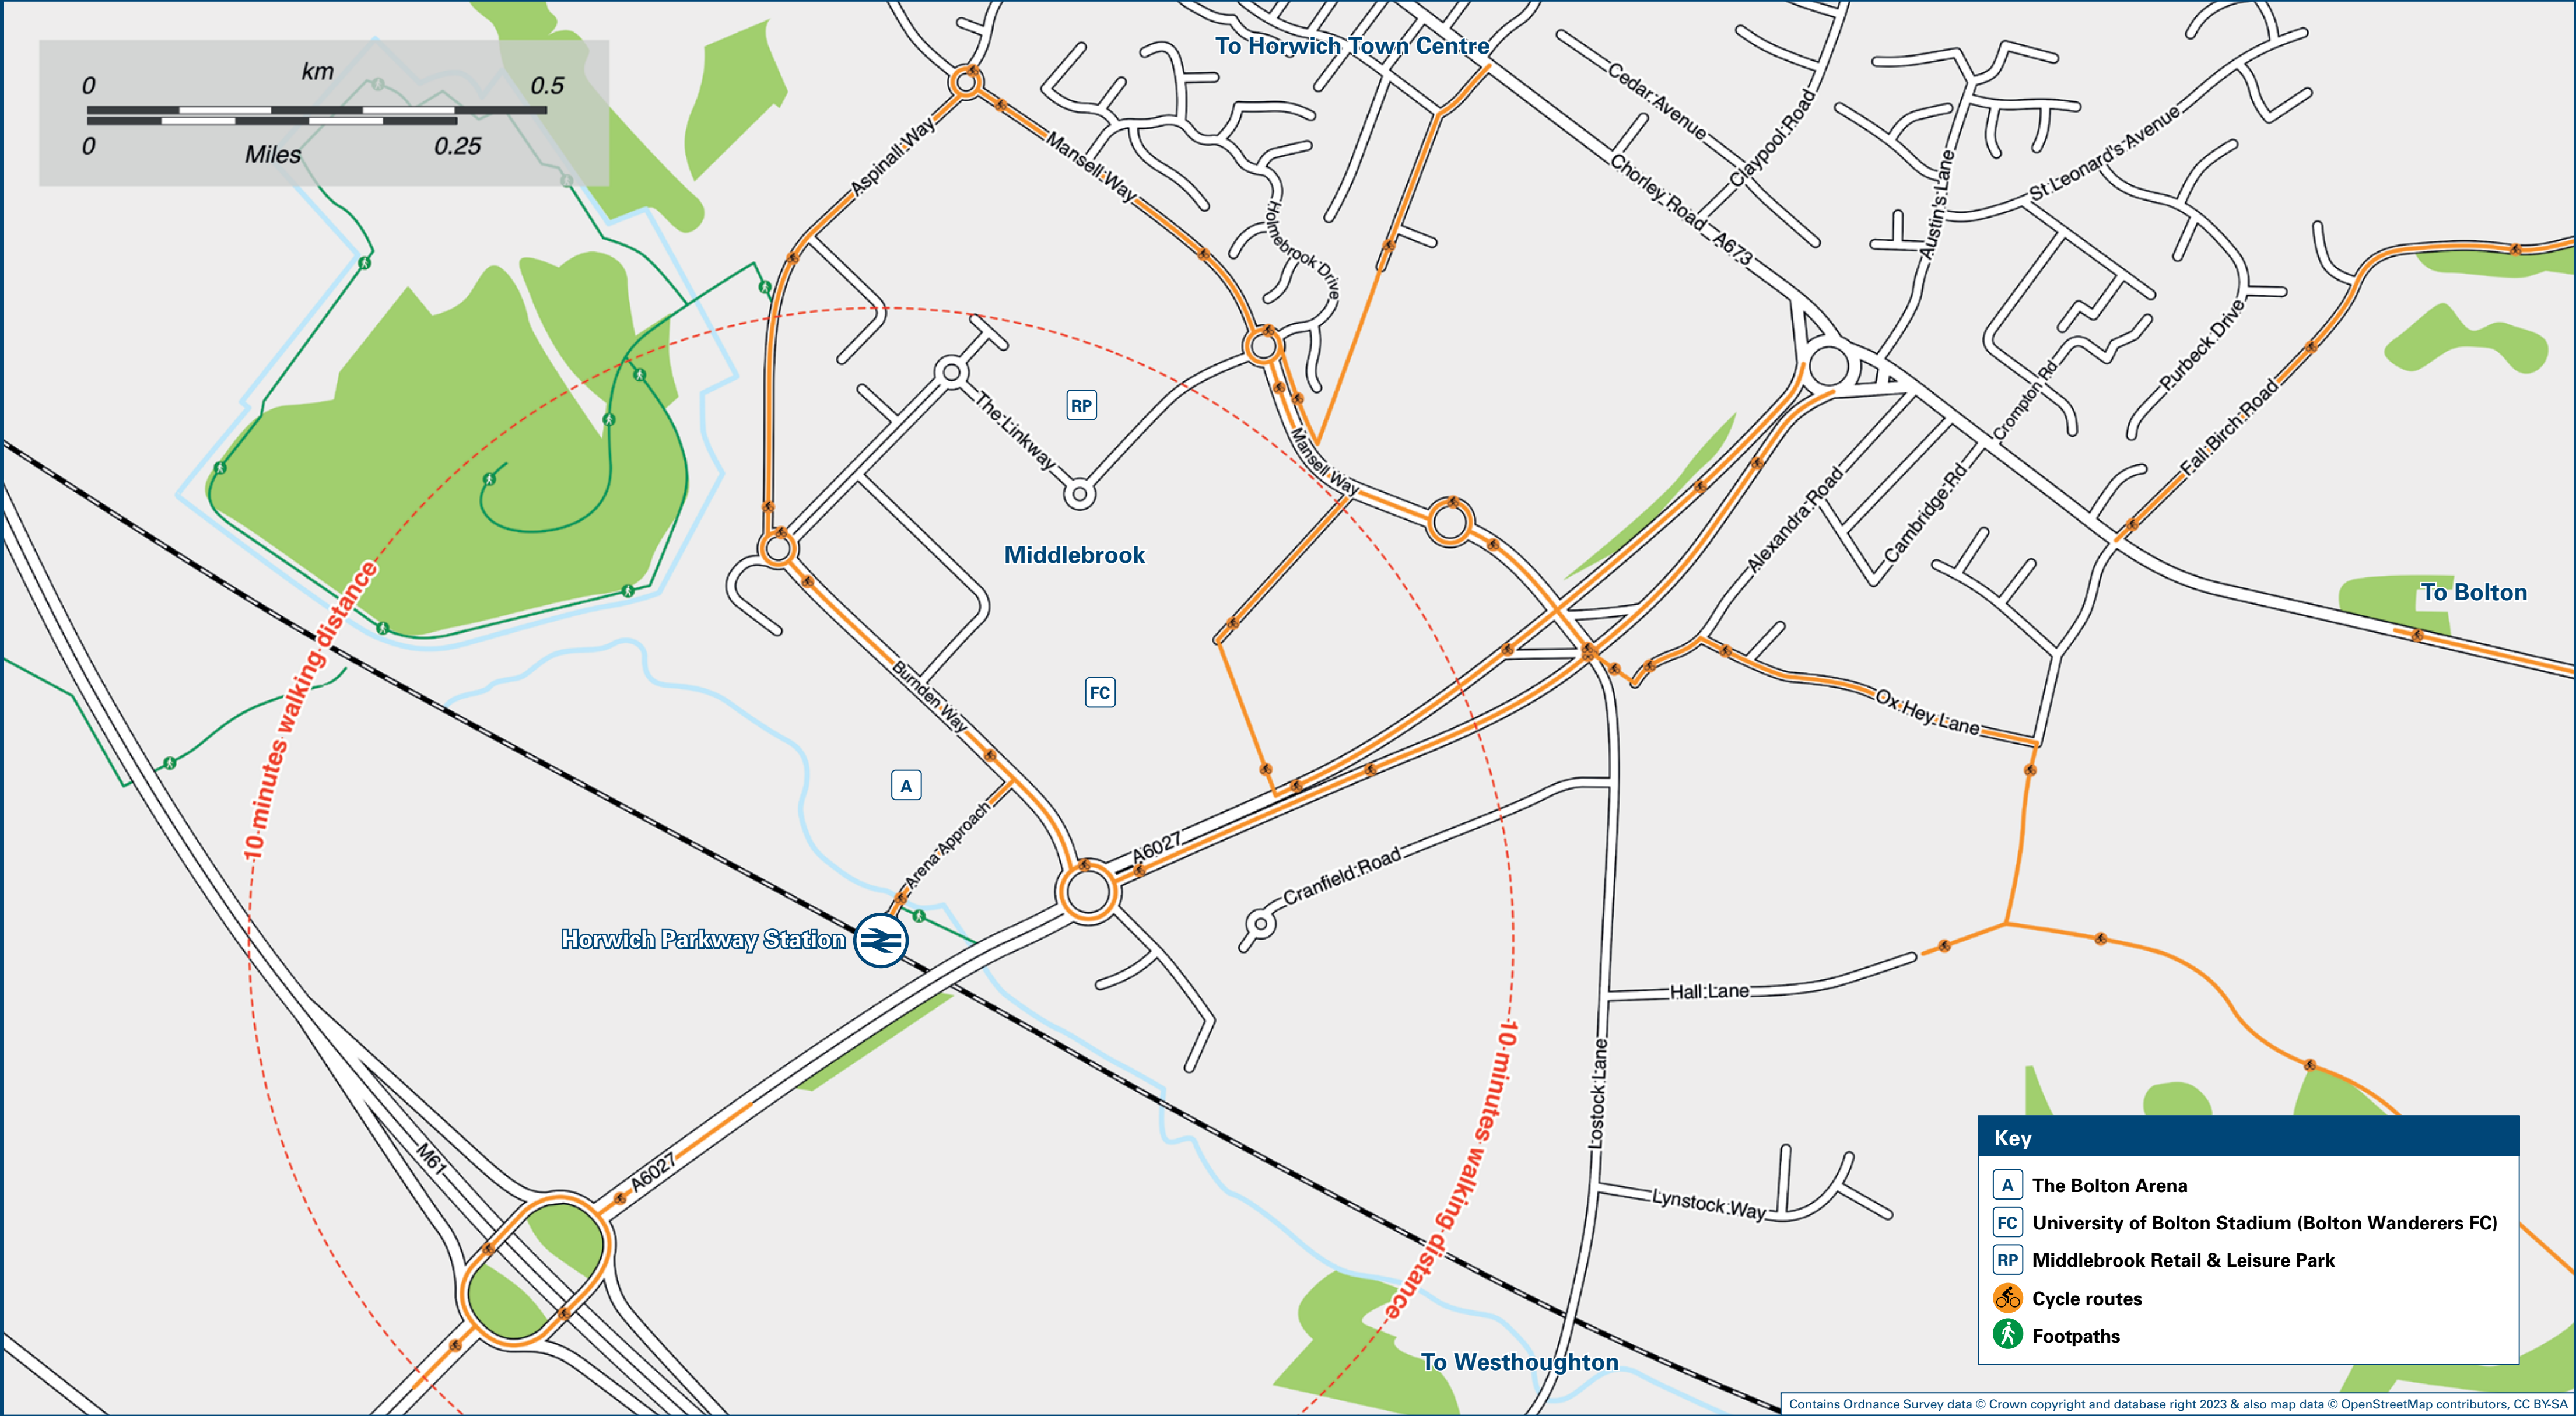 km
0
0.5
0
Miles
0.25
To Horwich Town Centre
Cedar Avenue
Claypool Road
Chorley Road A673
Austin's Lane
St Leonard's Avenue
Aspinall Way
Mansell Way
Holmebrook Drive
Purbeck Drive
Crompton Rd
Fall Birch Road
RP
The Linkway
Mansell Way
Alexandra Road
Cambridge Rd
Middlebrook
To Bolton
10 minutes walking distance
Burnden Way
FC
Ox Hey Lane
A
Arena Approach
A6027
Cranfield Road
Horwich Parkway Station
Hall Lane
10 minutes walking distance
Lostock Lane
M61
A6027
Lynstock Way
To Westhoughton
Key
A The Bolton Arena
FC University of Bolton Stadium (Bolton Wanderers FC)
RP Middlebrook Retail & Leisure Park
Cycle routes
Footpaths
Contains Ordnance Survey data © Crown copyright and database right 2023 & also map data © OpenStreetMap contributors, CC BY-SA